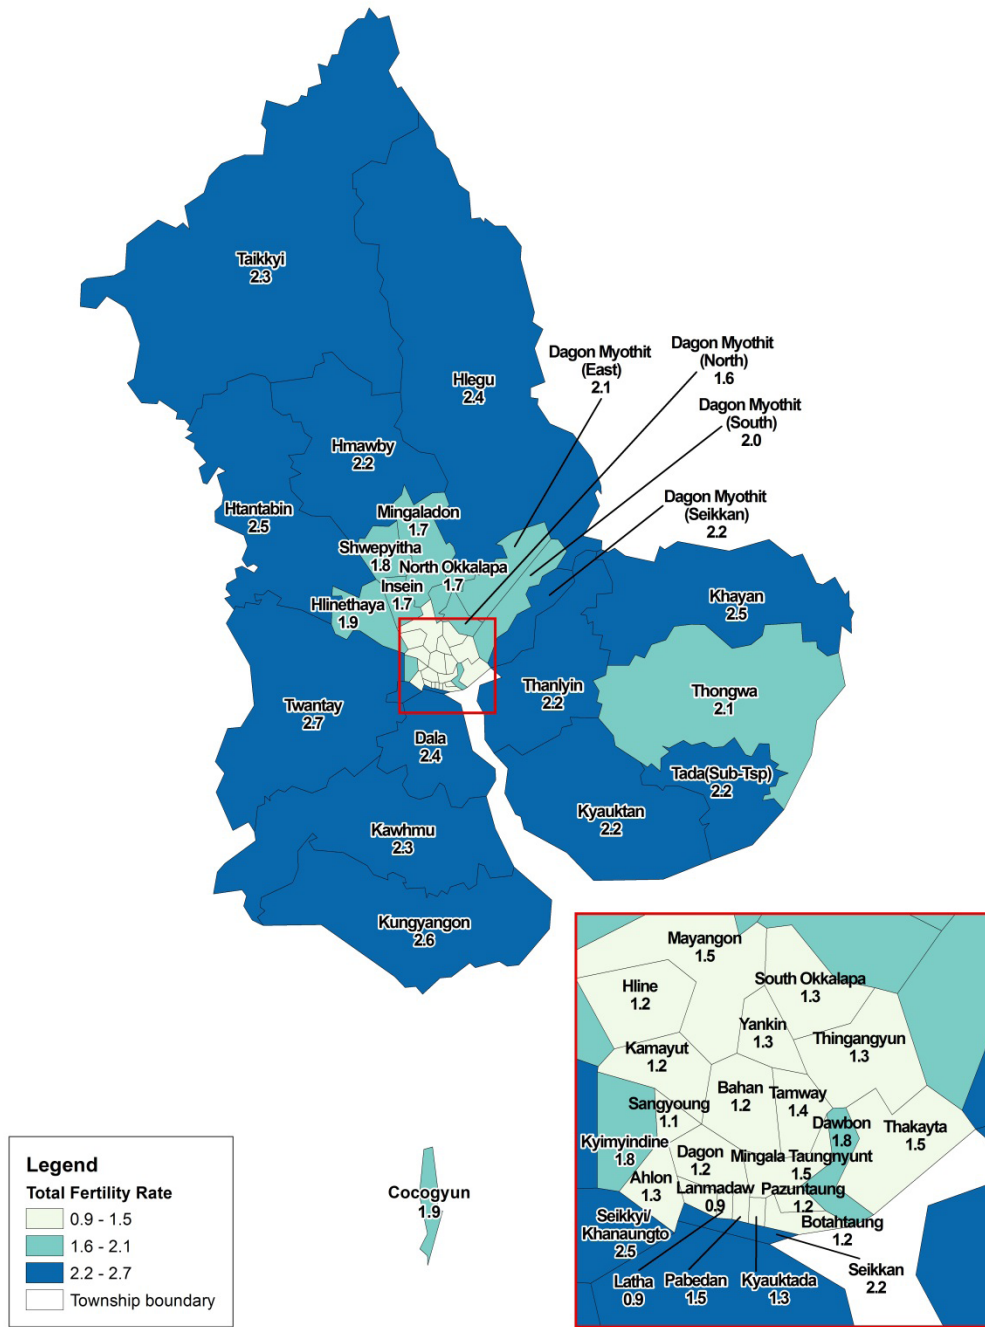 Taikkyi
2.3
Hlegu
2.4
Dagon Myothit
(East)
2.1
Dagon Myothit
(North)
1.6
Dagon Myothit
(South)
2.0
Dagon Myothit
(Seikkan)
2.2
Hmawby
2.2
Htantabin
2.5
Mingaladon
1.7
Shwepyitha
1.8
North Okkalapa
1.7
Insein
1.7
Hlinethaya
1.9
Khayan
2.5
Thongwa
2.1
Thanlyin
2.2
Twantay
2.7
Dala
2.4
Tada(Sub-Tsp)
2.2
Kyauktan
2.2
Kawhmu
2.3
Kungyangon
2.6
Cocogyun
1.9
Mayangon
1.5
South Okkalapa
1.3
Hline
1.2
Yankin
1.3
Thingangyun
1.3
Kamayut
1.2
Bahan
1.2
Tamway
1.4
Sangyoung
1.1
Dawbon
1.8
Thakayta
1.5
Kyimyindine
1.8
Dagon
1.2
Mingala Taungnyunt
1.5
Ahlon
1.3
Lanmadaw
0.9
Pazuntaung
1.2
Botahtaung
1.2
Seikkyi/
Khanaungto
2.5
Latha
0.9
Pabedan
1.5
Kyauktada
1.3
Seikkan
2.2
Legend
Total Fertility Rate
0.9 - 1.5
1.6 - 2.1
2.2 - 2.7
Township boundary